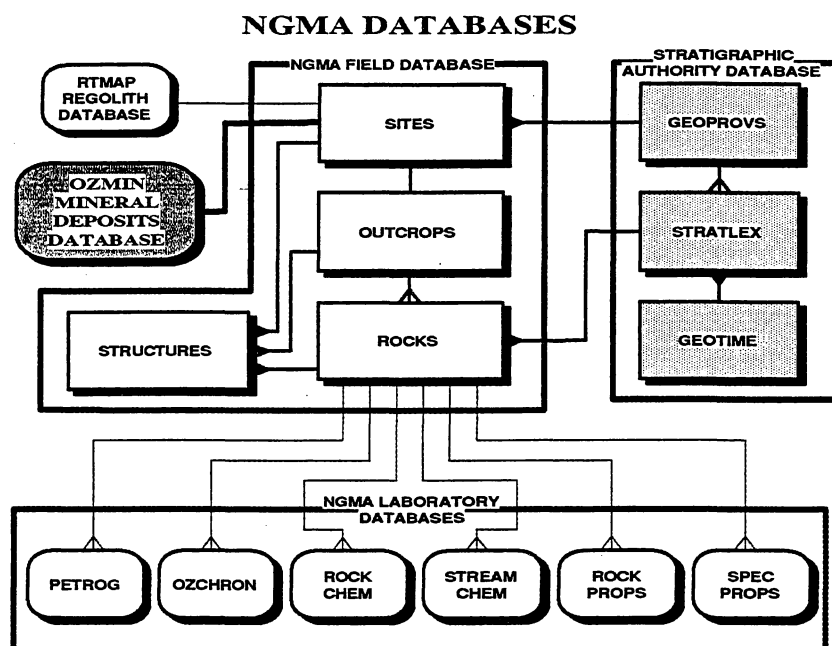 NGMA DATABASES
NGMA FIELD DATABASE
STRATIGRAPHIC
AUTHORITY DATABASE
RTMAP
REGOLITH
DATABASE
SITES
GEOPROVS
OZMIN
MINERAL
DEPOSITS
DATABASE
OUTCROPS
STRATLEX
STRUCTURES
ROCKS
GEOTIME
NGMA LABORATORY
DATABASES
PETROG
OZCHRON
ROCK
CHEM
STREAM
CHEM
ROCK
PROPS
SPEC
PROPS